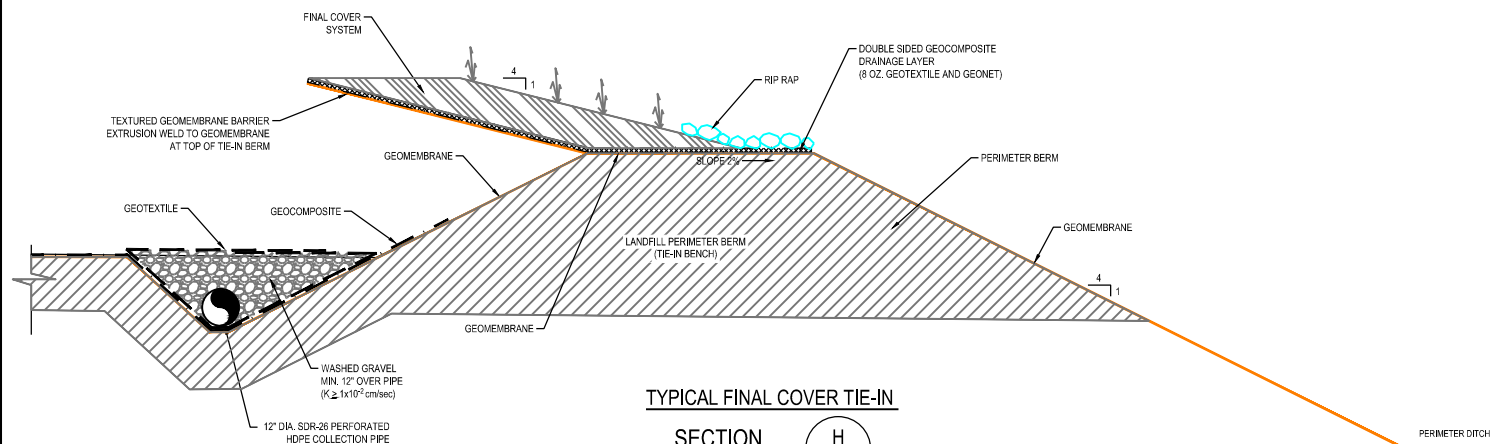 FINAL COVER
SYSTEM
4
1
DOUBLE SIDED GEOCOMPOSITE
DRAINAGE LAYER
(8 OZ. GEOTEXTILE AND GEONET)
RIP RAP
TEXTURED GEOMEMBRANE BARRIER
EXTRUSION WELD TO GEOMEMBRANE
AT TOP OF TIE-IN BERM
GEOMEMBRANE
SLOPE 2%
PERIMETER BERM
GEOTEXTILE
GEOCOMPOSITE
GEOMEMBRANE
LANDFILL PERIMETER BERM
(TIE-IN BENCH)
4
1
GEOMEMBRANE
WASHED GRAVEL
MIN. 12" OVER PIPE
(K ≥ 1x10⁻² cm/sec)
12" DIA. SDR-26 PERFORATED
HDPE COLLECTION PIPE
TYPICAL FINAL COVER TIE-IN
SECTION
H
PERIMETER DITCH